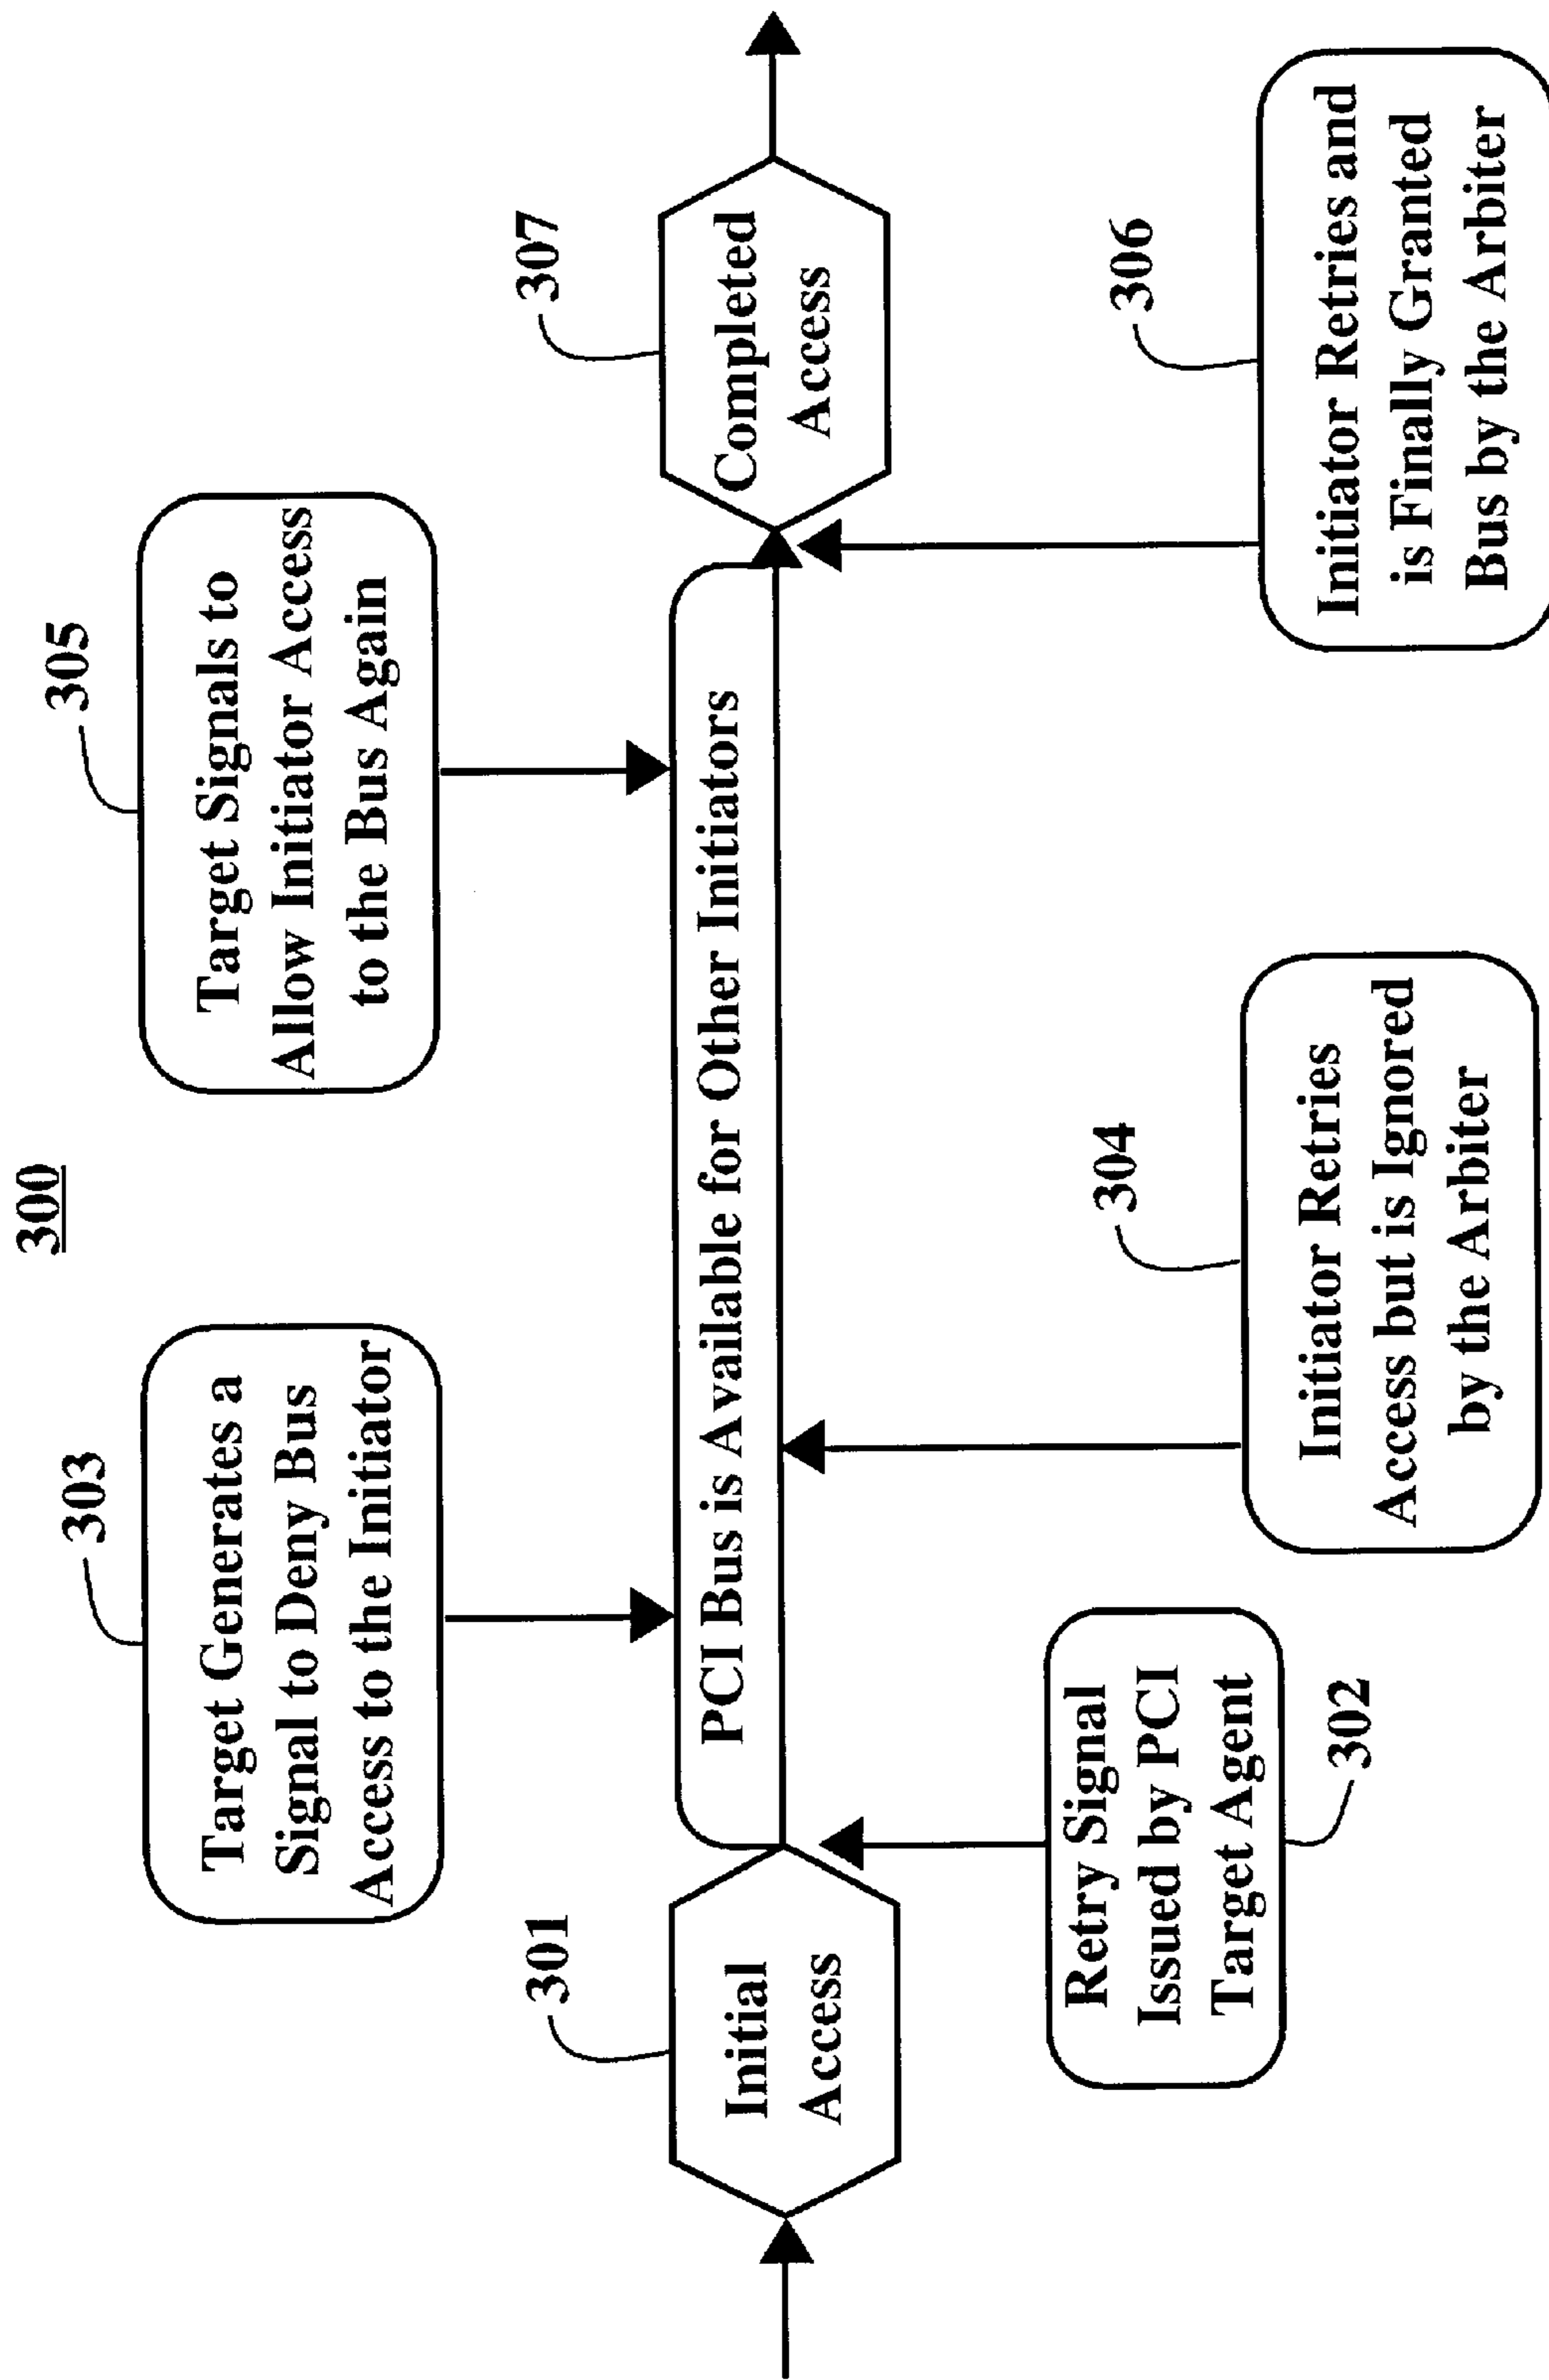 300
303
Target Generates a
Signal to Deny Bus
Access to the Initiator
305
Target Signals to
Allow Initiator Access
to the Bus Again
301
Initial
Access
PCI Bus is Available for Other Initiators
307
Completed
Access
Retry Signal
Issued by PCI
Target Agent
302
304
Initiator Retries
Access but is Ignored
by the Arbiter
306
Initiator Retries and
is Finally Granted
Bus by the Arbiter